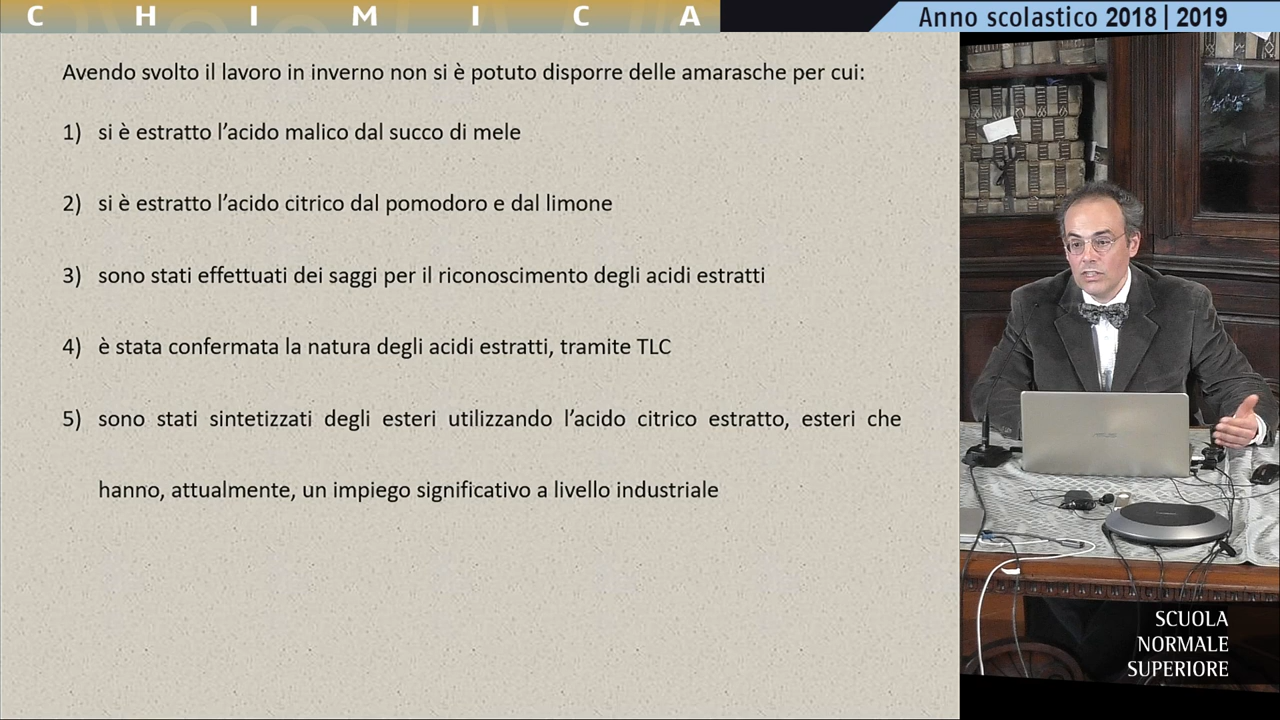 CHIMICA
Anno scolastico 2018 | 2019
Avendo svolto il lavoro in inverno non si è potuto disporre delle amarasche per cui:
1) si è estratto l’acido malico dal succo di mele
2) si è estratto l’acido citrico dal pomodoro e dal limone
3) sono stati effettuati dei saggi per il riconoscimento degli acidi estratti
4) è stata confermata la natura degli acidi estratti, tramite TLC
5) sono stati sintetizzati degli esteri utilizzando l’acido citrico estratto, esteri che
hanno, attualmente, un impiego significativo a livello industriale
SCUOLA
NORMALE
SUPERIORE